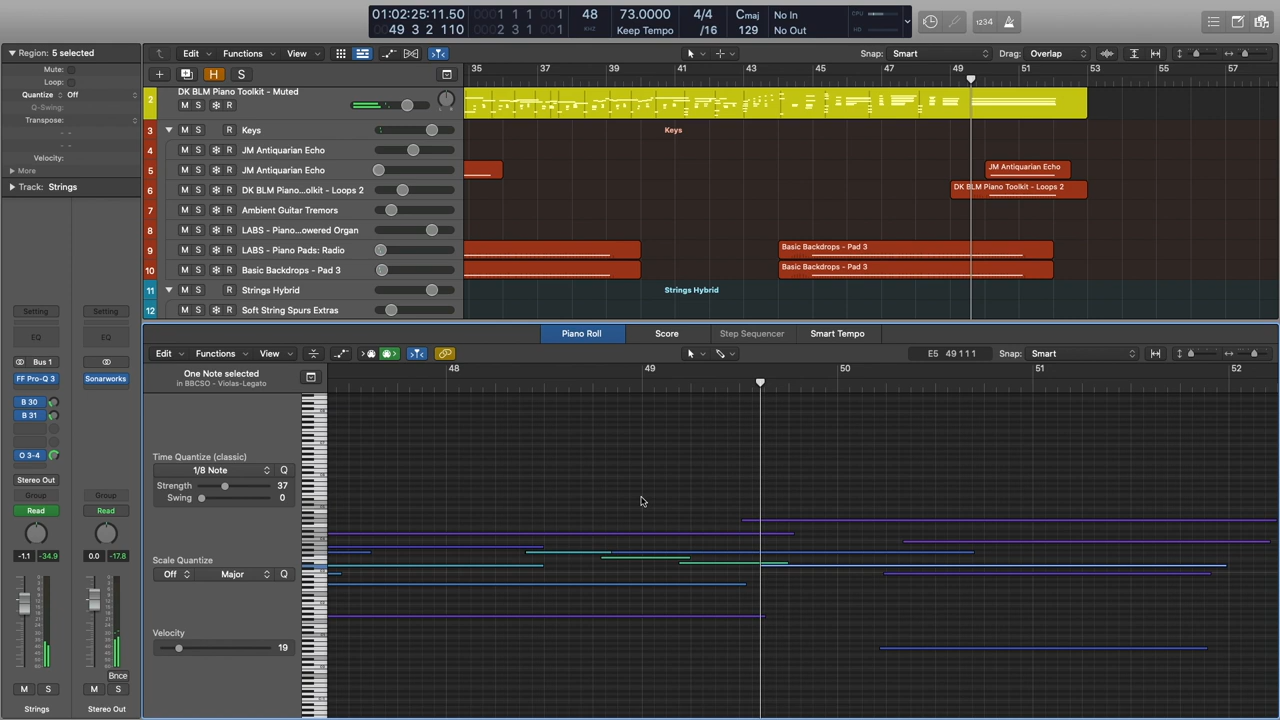 01:02:25:11.50
0001 1 1 1
48
73.0000
4/4
Cmaj
No In
CPU
49 3 2 110
KHZ
Keep Tempo
/16
129
No Out
HD
1234
Region: 5 selected
Edit
Functions
View
Snap: Smart
Drag: Overlap
Mute:
Loop:
Quantize Off
H
S
35 37 39 41 43 45 47 49 51 53 55 57
Q-Swing:
Transpose:
Velocity:
More
Track: Strings
2 DK BLM Piano Toolkit - Muted
M S R
3 M S R Keys
Keys
4 M S R JM Antiquarian Echo
5 M S R JM Antiquarian Echo
JM Antiquarian Echo
6 M S R DK BLM Piano...olkit - Loops 2
DK BLM Piano Toolkit - Loops 2
7 M S R Ambient Guitar Tremors
8 M S R LABS - Piano...owered Organ
9 M S R LABS - Piano Pads: Radio
Basic Backdrops - Pad 3
10 M S R Basic Backdrops - Pad 3
Basic Backdrops - Pad 3
11 M S R Strings Hybrid
Strings Hybrid
12 M S R Soft String Spurs Extras
Piano Roll
Score
Step Sequencer
Smart Tempo
Edit
Functions
View
E5 49 1 1 1
Snap: Smart
One Note selected
in BBCSO - Violas-Legato
48 49 50 51 52
Time Quantize (classic)
1/8 Note
Q
Strength 37
Swing 0
Scale Quantize
Off
Major
Q
Velocity
19
Setting
Setting
EQ
EQ
Bus 1
FF Pro-Q 3
Sonarworks
B 30
B 31
O 3-4
Stereo Out
Group
Group
Read
Read
-1.1 -34.9
0.0 -17.8
Bnce
M S
M S
Strings
Stereo Out